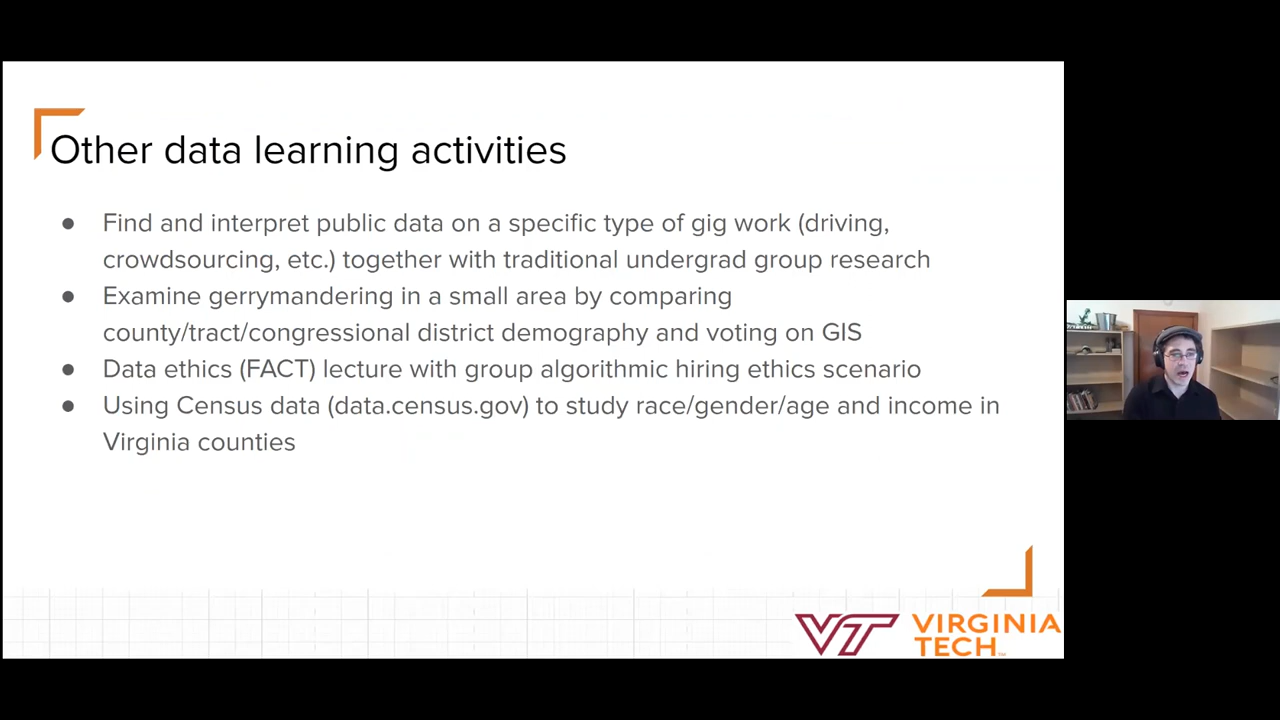 Other data learning activities
● Find and interpret public data on a specific type of gig work (driving,
crowdsourcing, etc.) together with traditional undergrad group research
● Examine gerrymandering in a small area by comparing
county/tract/congressional district demography and voting on GIS
● Data ethics (FACT) lecture with group algorithmic hiring ethics scenario
● Using Census data (data.census.gov) to study race/gender/age and income in
Virginia counties
VT VIRGINIA
TECH™